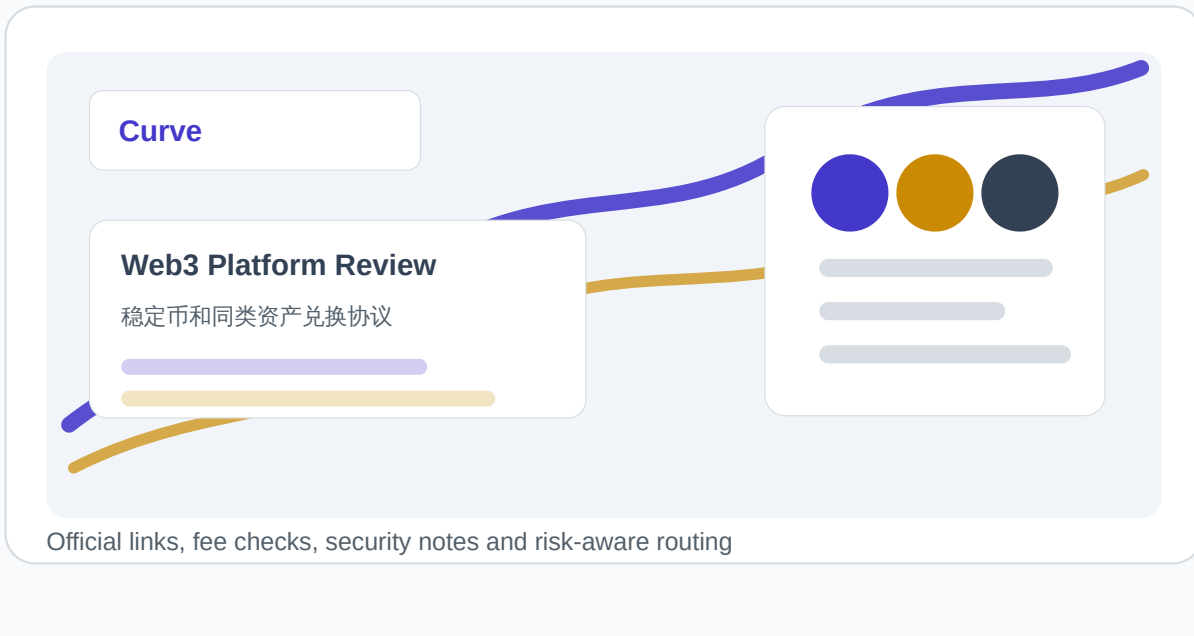 Curve
Web3 Platform Review
稳定币和同类资产兑换协议
Official links, fee checks, security notes and risk-aware routing